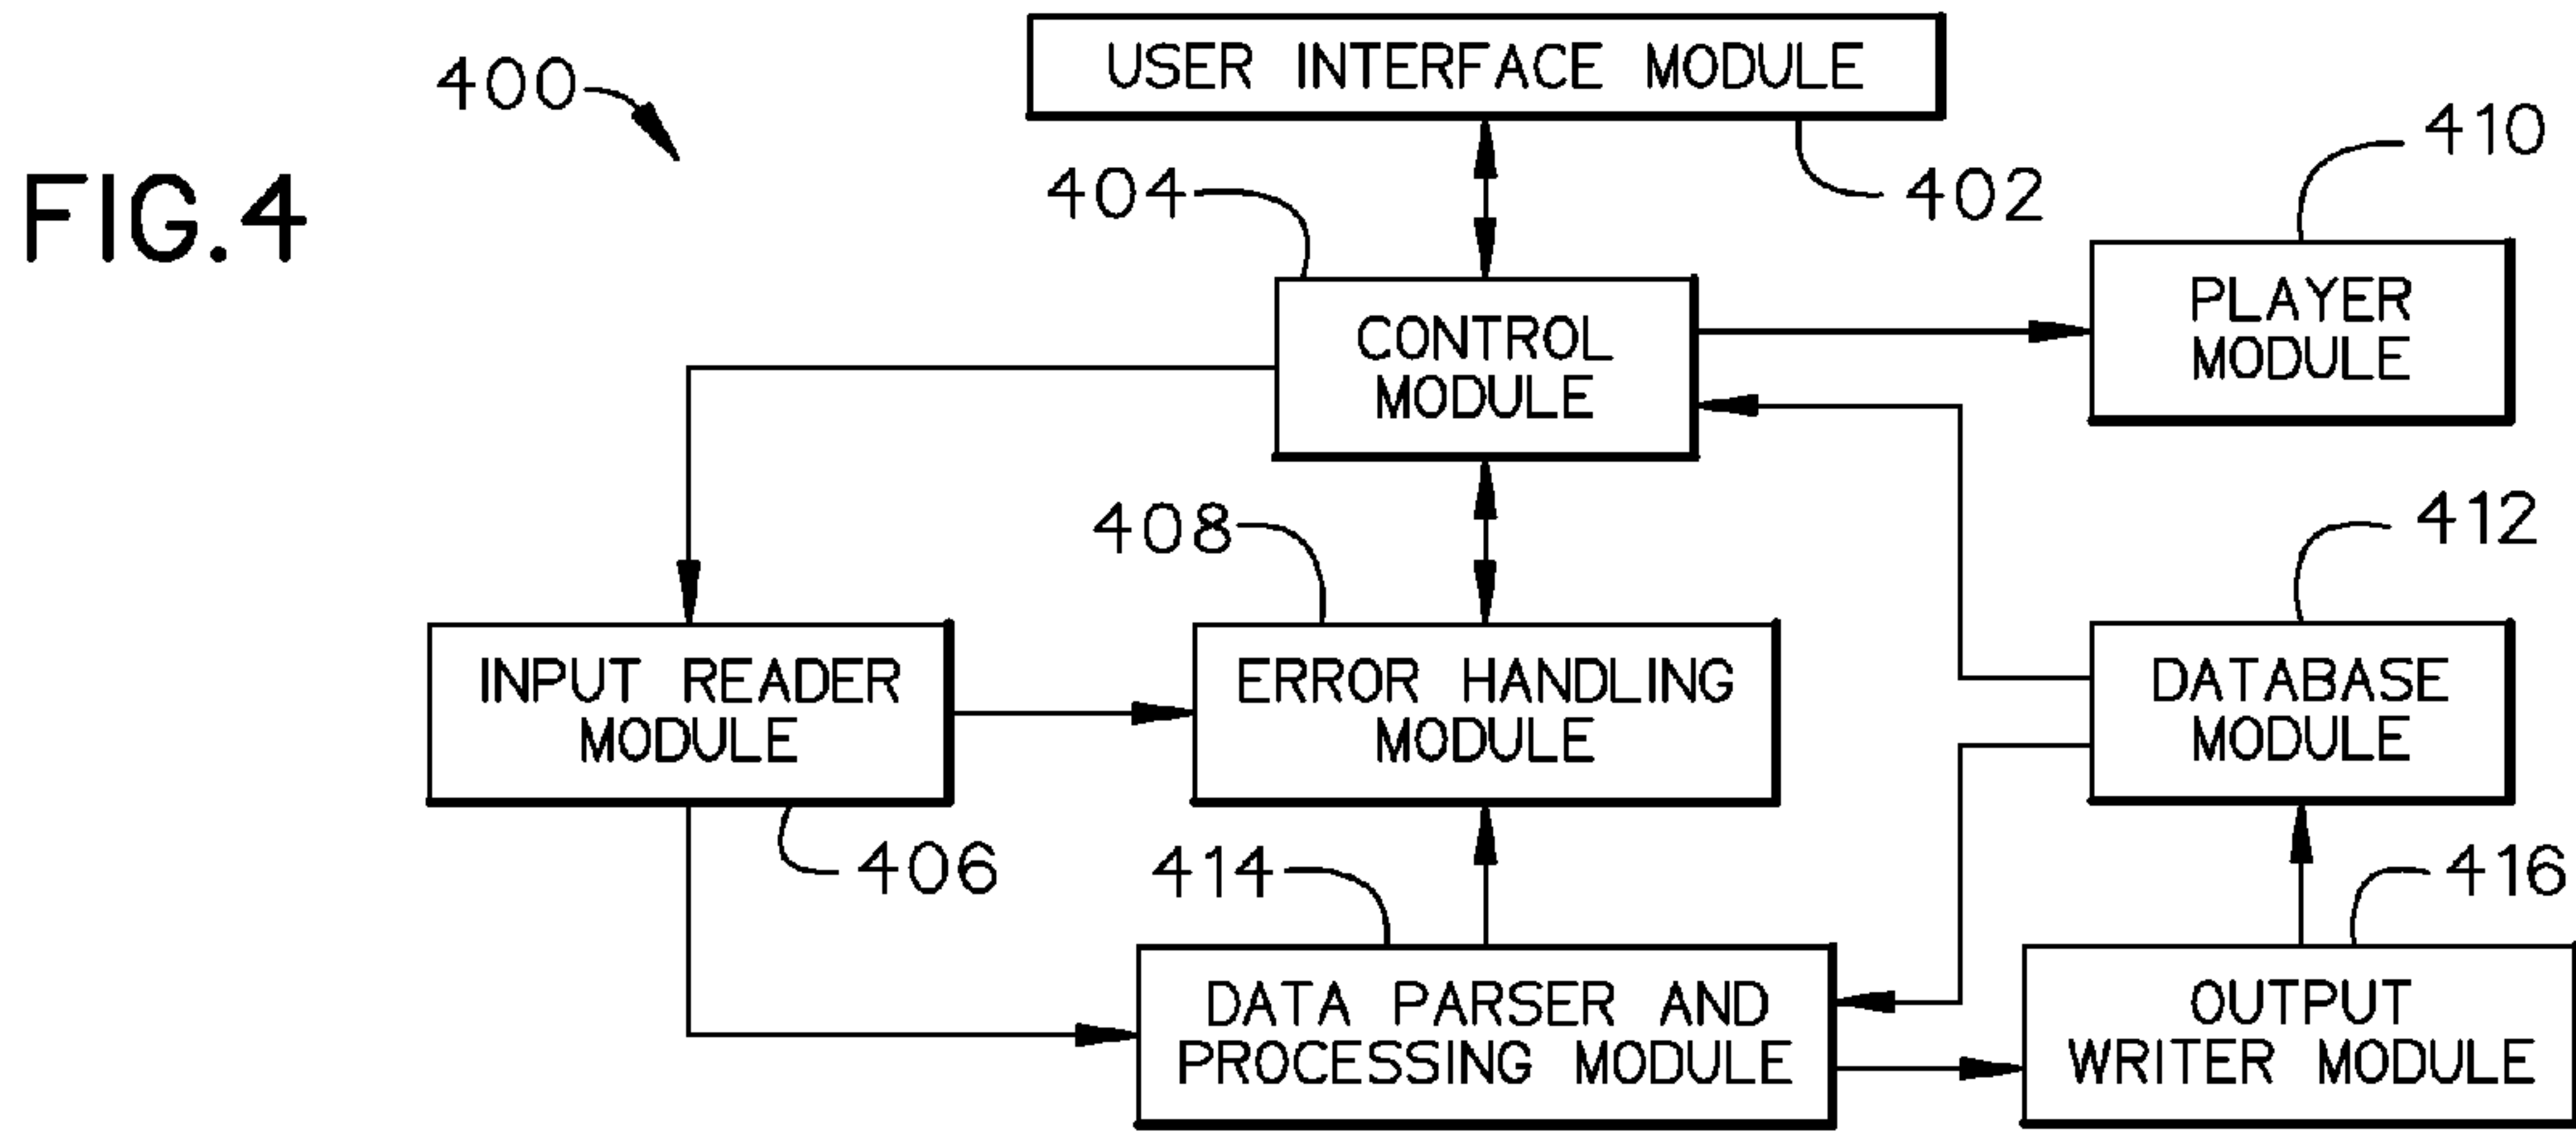 400
USER INTERFACE MODULE
FIG.4
404
402
410
CONTROL
MODULE
PLAYER
MODULE
408
412
INPUT READER
MODULE
ERROR HANDLING
MODULE
DATABASE
MODULE
406
414
416
DATA PARSER AND
PROCESSING MODULE
OUTPUT
WRITER MODULE